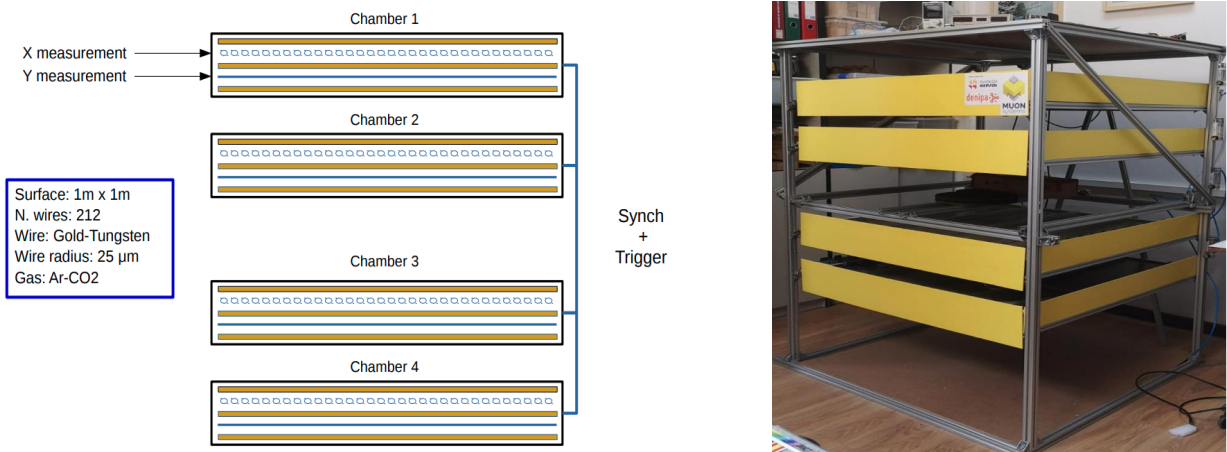 Chamber 1
X measurement
Y measurement
Chamber 2
Surface: 1m x 1m
N. wires: 212
Wire: Gold-Tungsten
Wire radius: 25 µm
Gas: Ar-CO2
Synch
+
Trigger
Chamber 3
Chamber 4
denipa
MUON